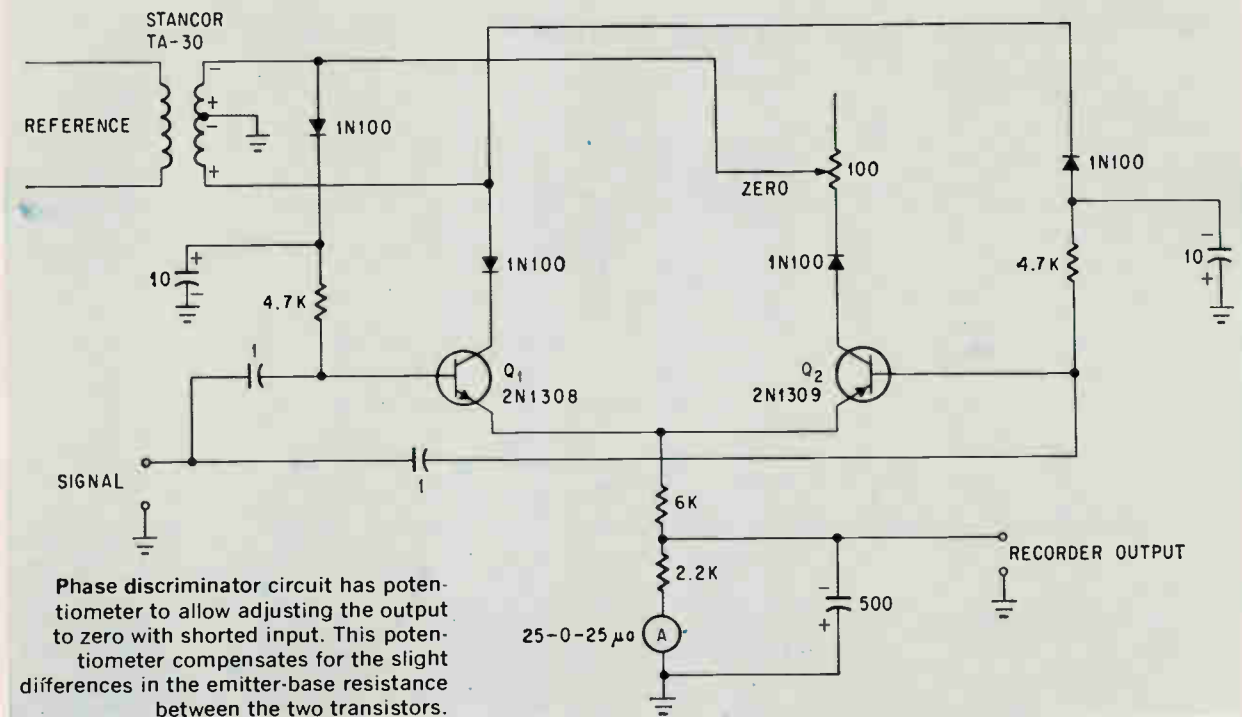 STANCOR
TA-30
REFERENCE
1N100
ZERO
100
1N100
10
4.7K
1N100
1N100
4.7K
10
1
Q1
2N1308
Q2
2N1309
SIGNAL
1
6K
2.2K
500
RECORDER OUTPUT
25-0-25 μa
A
Phase discriminator circuit has poten-
tiometer to allow adjusting the output
to zero with shorted input. This poten-
tiometer compensates for the slight
differences in the emitter-base resistance
between the two transistors.